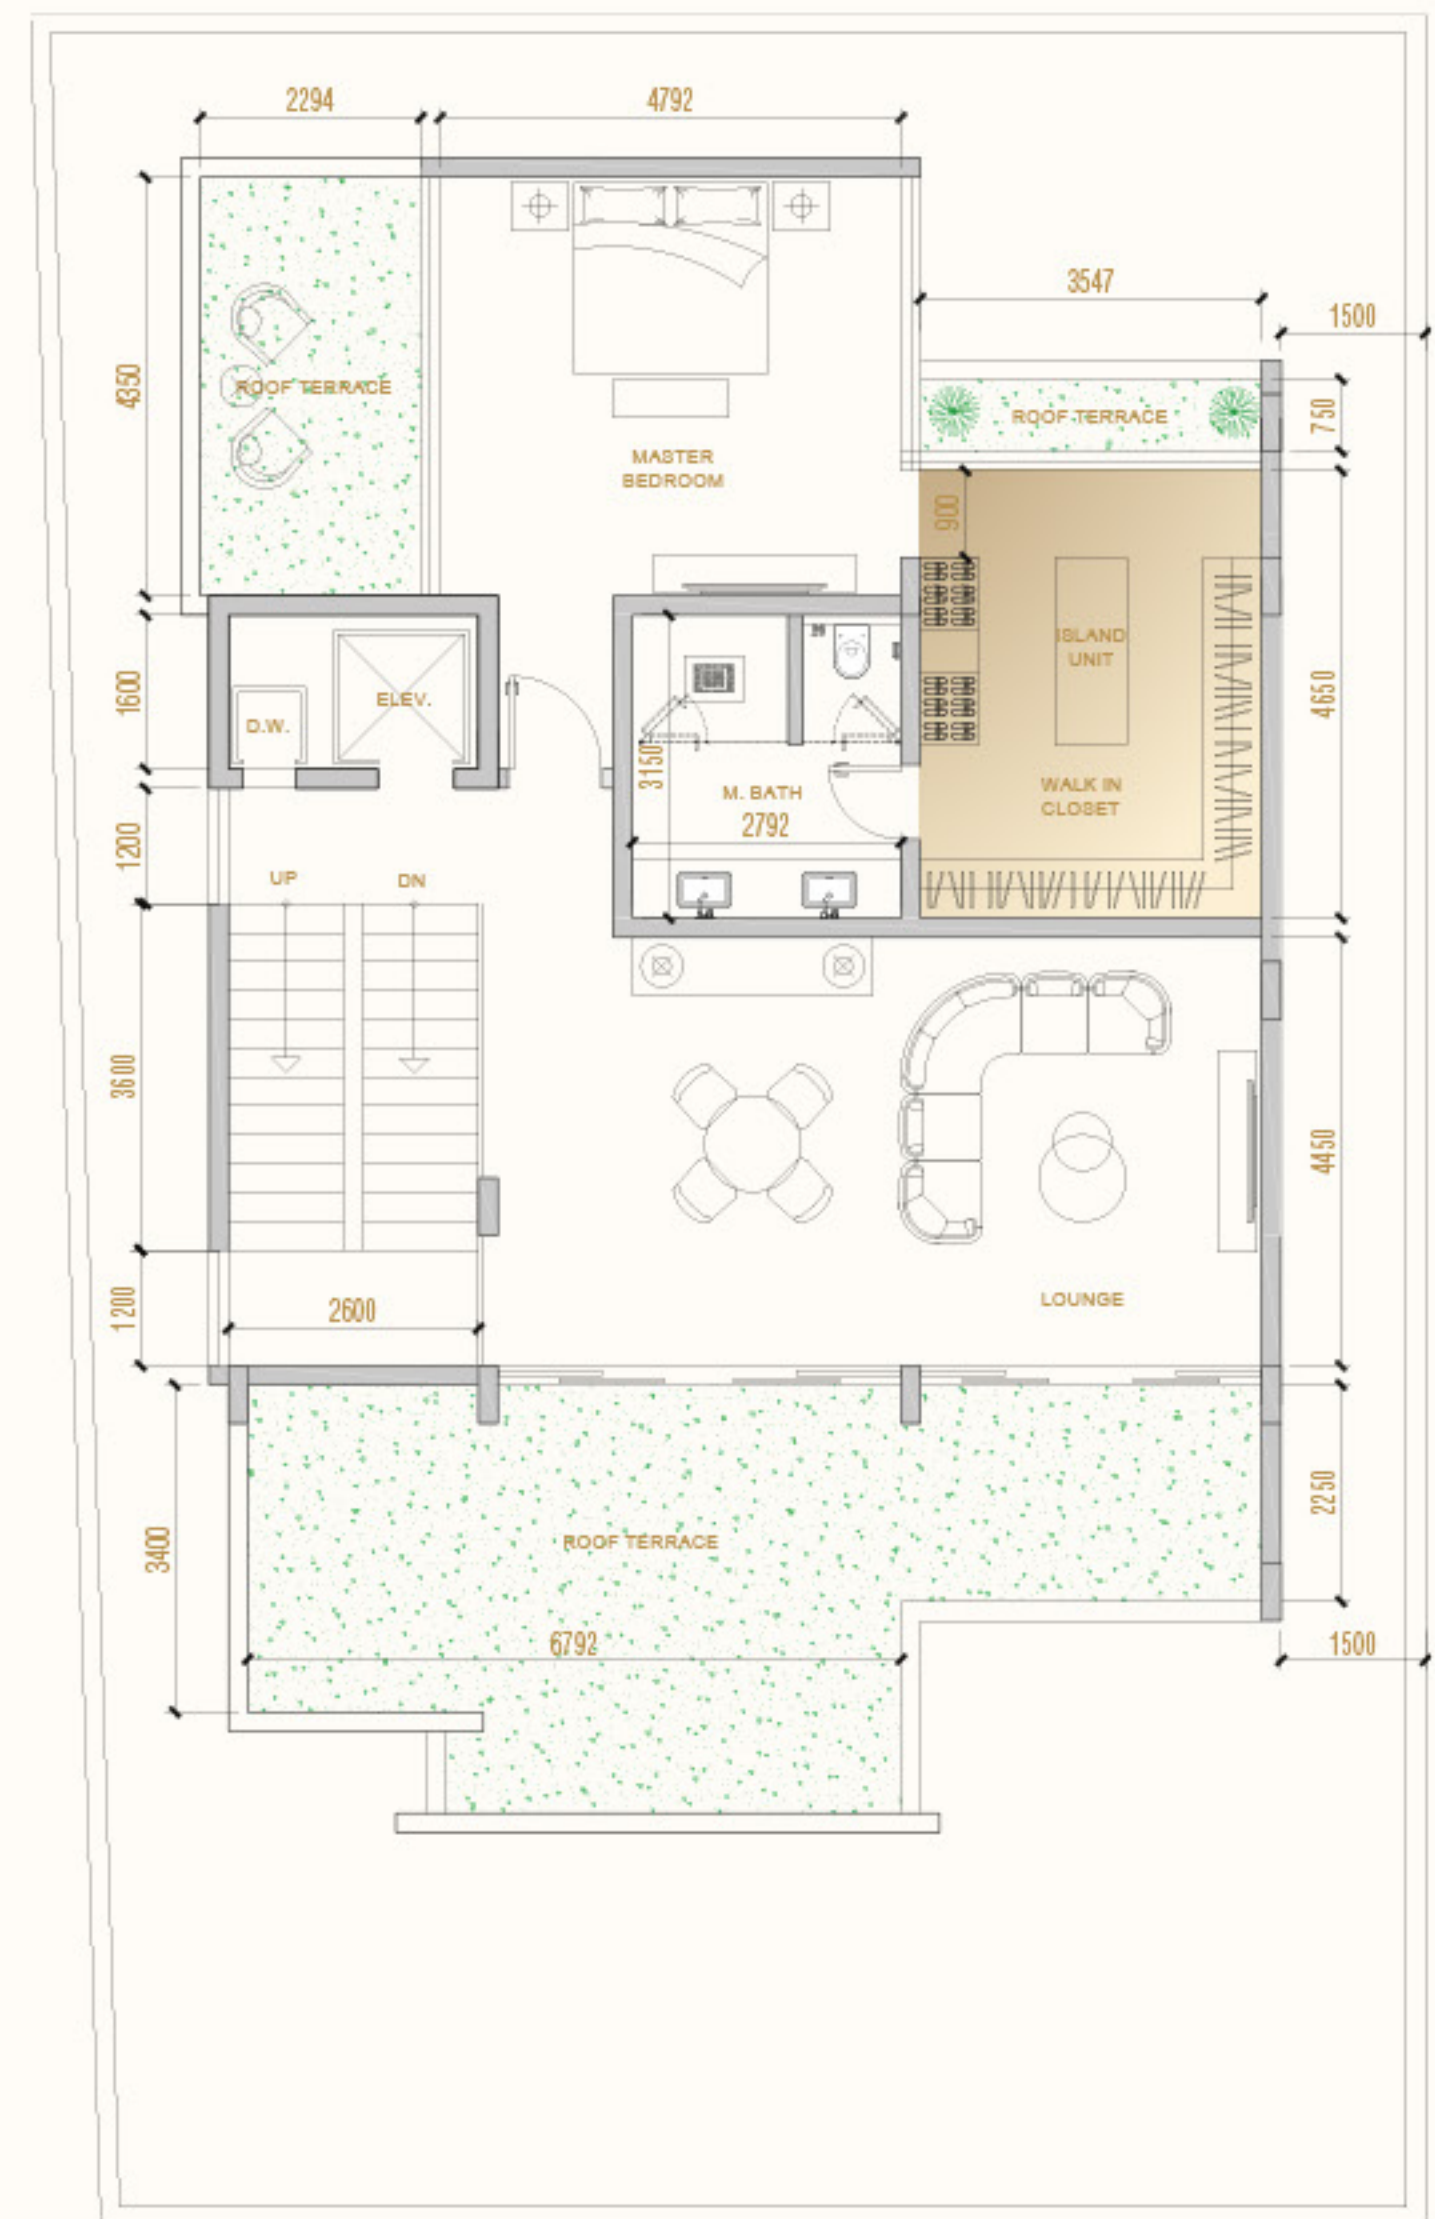 2294
4792
3547
1500
4350
ROOF TERRACE
ROOF TERRACE
750
MASTER
BEDROOM
900
1600
ELEV.
D.W.
ISLAND
UNIT
4650
3150
M. BATH
2792
WALK IN
CLOSET
1200
UP
DN
3600
4450
LOUNGE
1200
2600
2250
3400
ROOF TERRACE
6792
1500